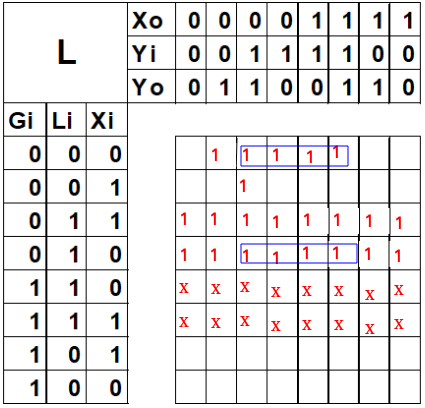 Xo 0 0 0 0 1 1 1 1
L
Yi 0 0 1 1 1 1 0 0
Yo 0 1 1 0 0 1 1 0
Gi Li Xi
0 0 0 1 1 1 1 1
0 0 1 1
0 1 1 1 1 1 1 1 1 1 1
0 1 0 1 1 1 1 1 1 1 1
1 1 0 x x x x x x x x
1 1 1 x x x x x x x x
1 0 1
1 0 0